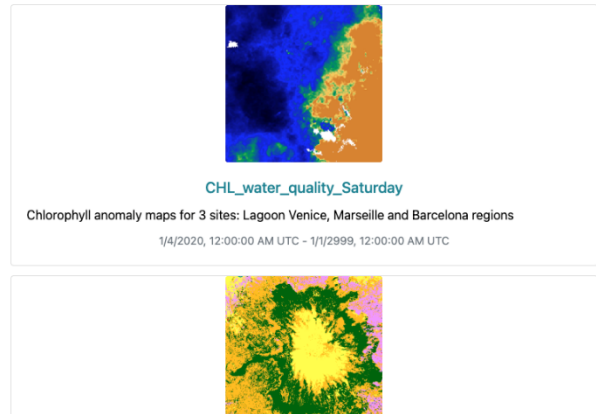 CHL_water_quality_Saturday
Chlorophyll anomaly maps for 3 sites: Lagoon Venice, Marseille and Barcelona regions
1/4/2020, 12:00:00 AM UTC - 1/1/2999, 12:00:00 AM UTC